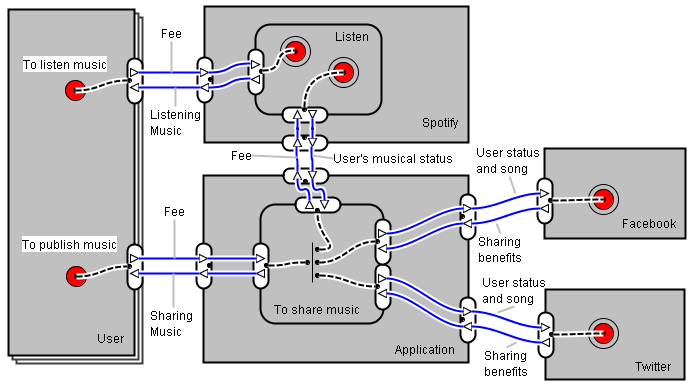 Fee
Listen
To listen music
Listening
Music
Spotify
Fee
User's musical status
User status
and song
Fee
Facebook
To publish music
Sharing
benefits
User status
and song
Sharing
Music
To share music
User
Application
Sharing
benefits
Twitter